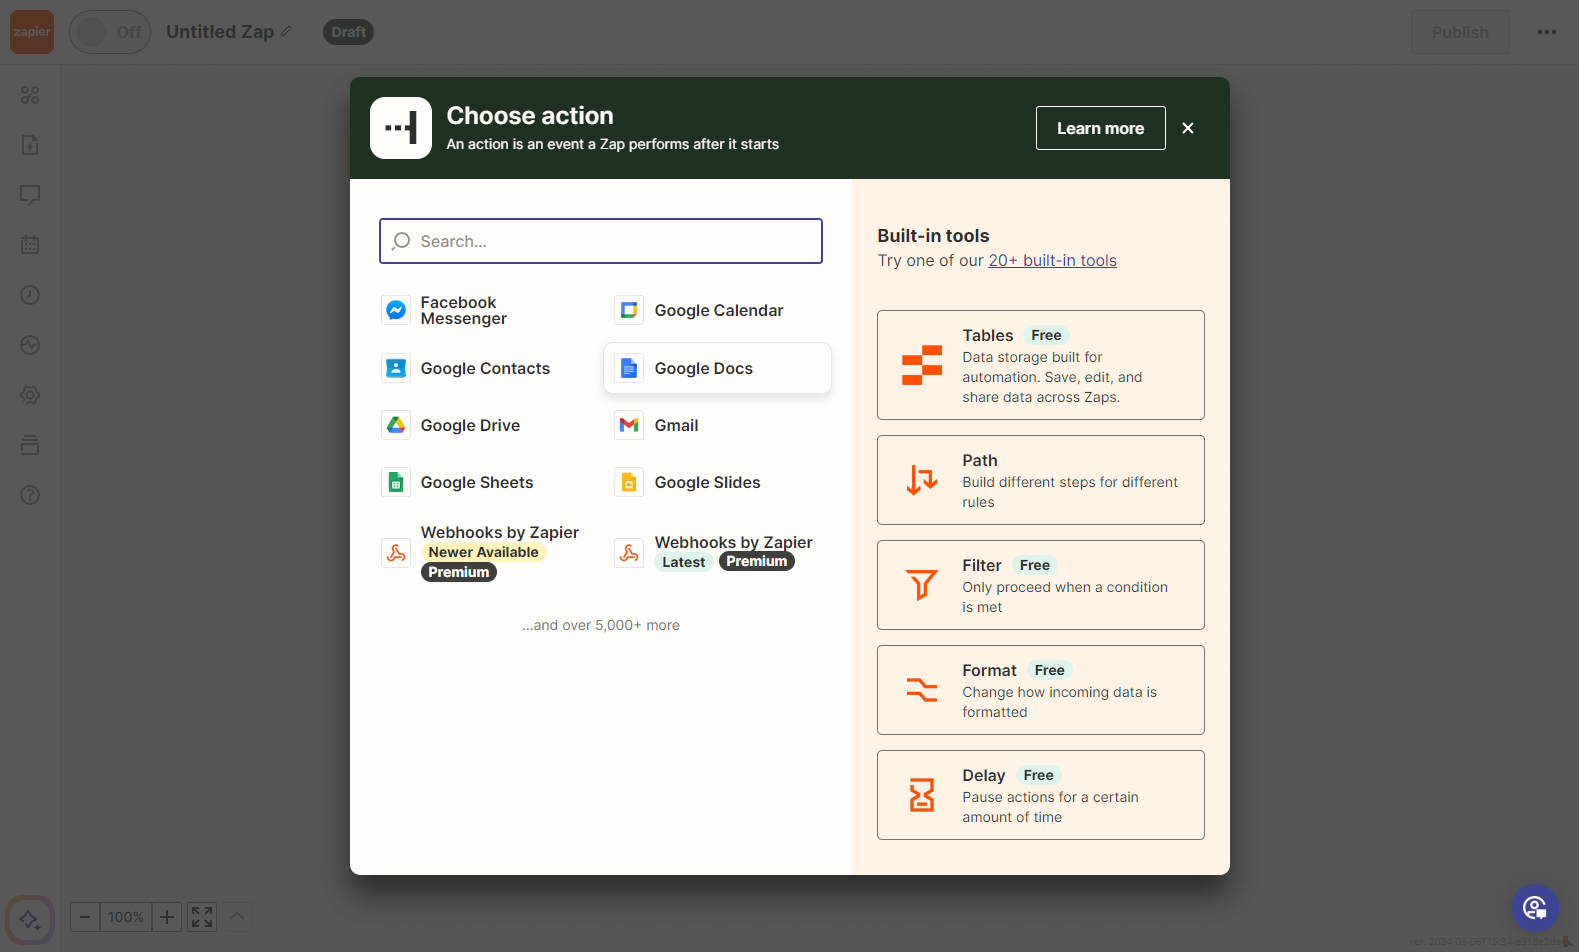 zapier
Off
Untitled Zap
Draft
Publish
Choose action
An action is an event a Zap performs after it starts
Learn more
Search...
Facebook
Messenger
Google Calendar
Google Contacts
Google Docs
Google Drive
Gmail
Google Sheets
Google Slides
Webhooks by Zapier
Newer Available
Premium
Webhooks by Zapier
Latest Premium
...and over 5,000+ more
Built-in tools
Try one of our 20+ built-in tools
Tables Free
Data storage built for
automation. Save, edit, and
share data across Zaps.
Path
Build different steps for different
rules
Filter Free
Only proceed when a condition
is met
Format Free
Change how incoming data is
formatted
Delay Free
Pause actions for a certain
amount of time
100%